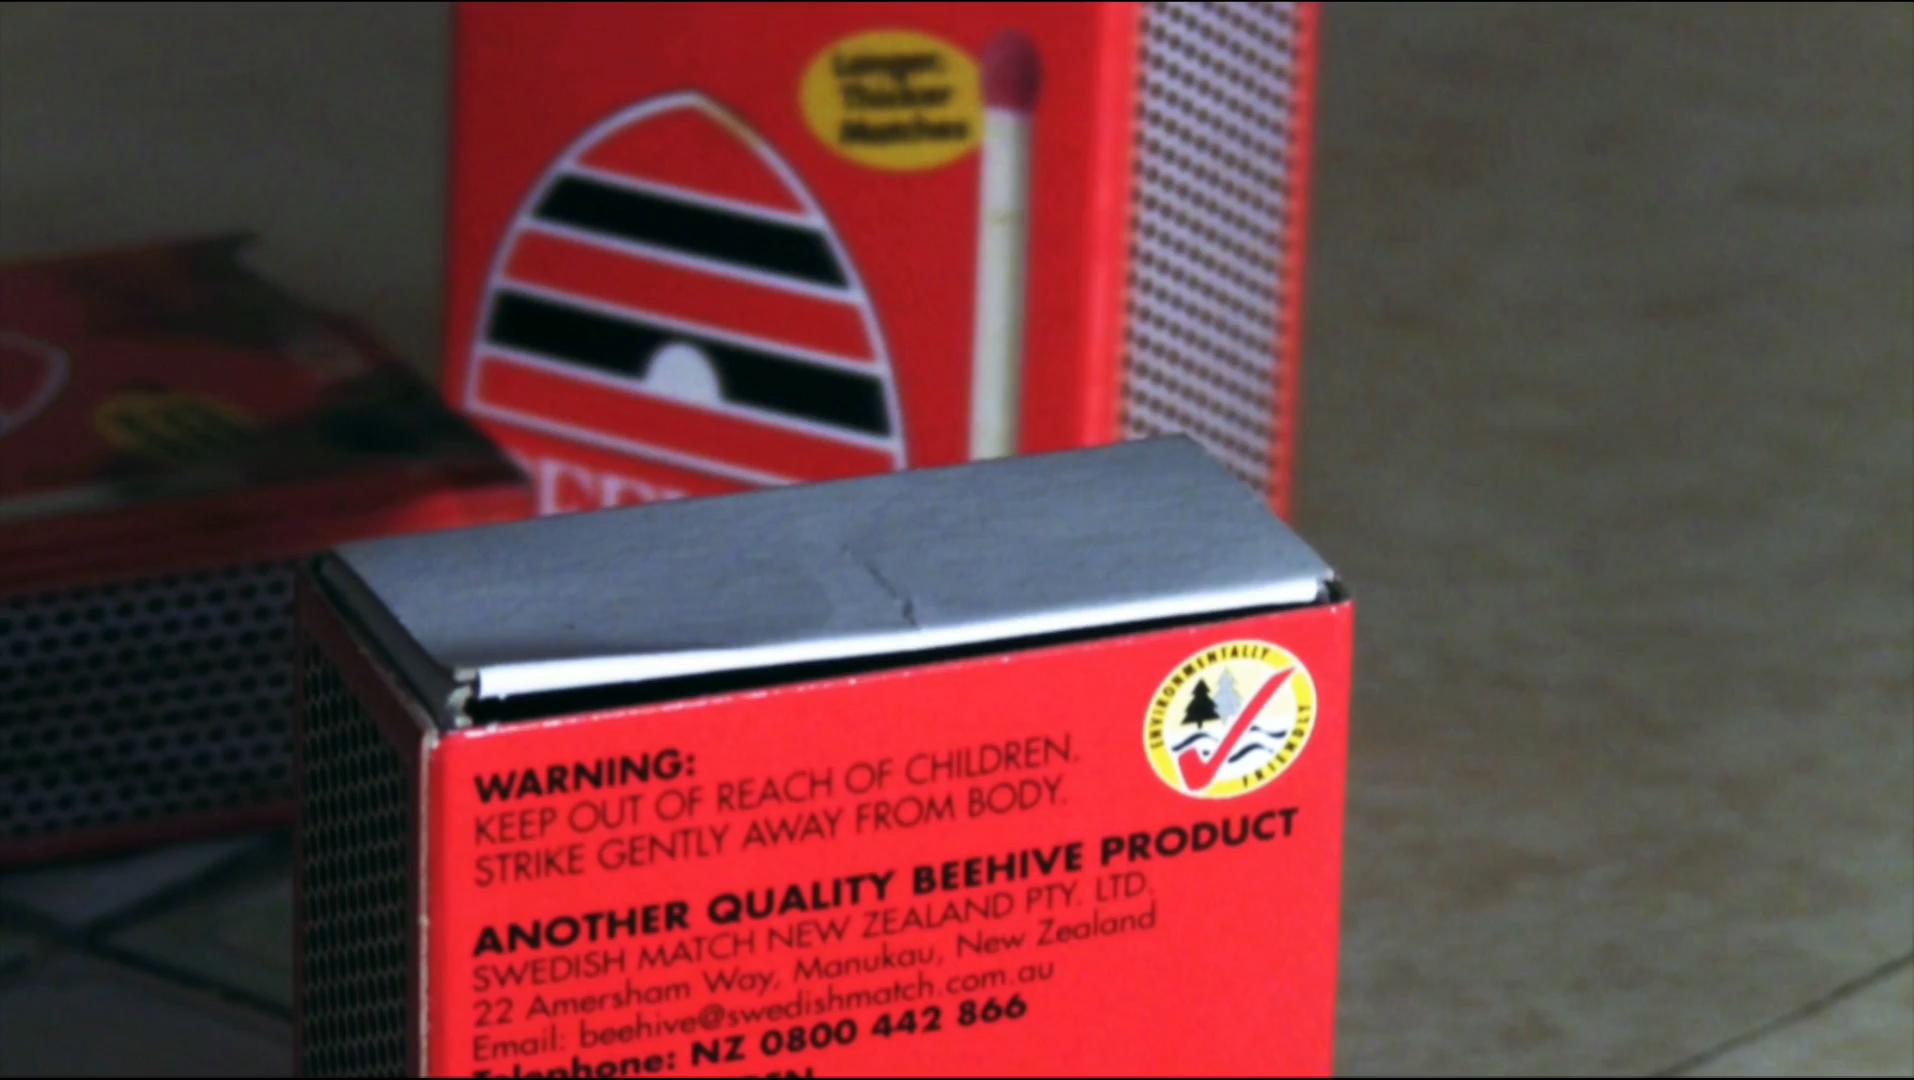 Longer,
Thicker
Matches
ENVIRONMENTALLY
FRIENDLY
WARNING:
KEEP OUT OF REACH OF CHILDREN.
STRIKE GENTLY AWAY FROM BODY.
ANOTHER QUALITY BEEHIVE PRODUCT
SWEDISH MATCH NEW ZEALAND PTY. LTD.
22 Amersham Way, Manukau, New Zealand
Email: beehive@swedishmatch.com.au
Telephone: NZ 0800 442 866